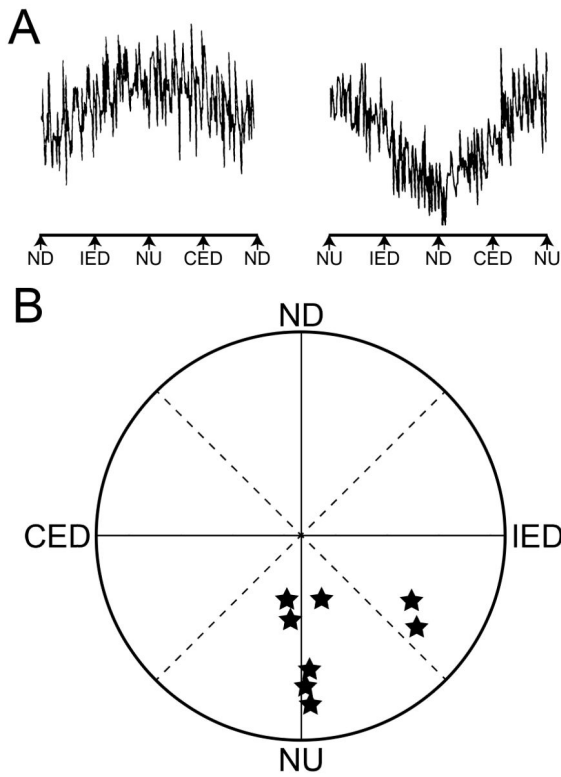 A
ND IED NU CED ND
NU IED ND CED NU
B
ND
CED
IED
NU